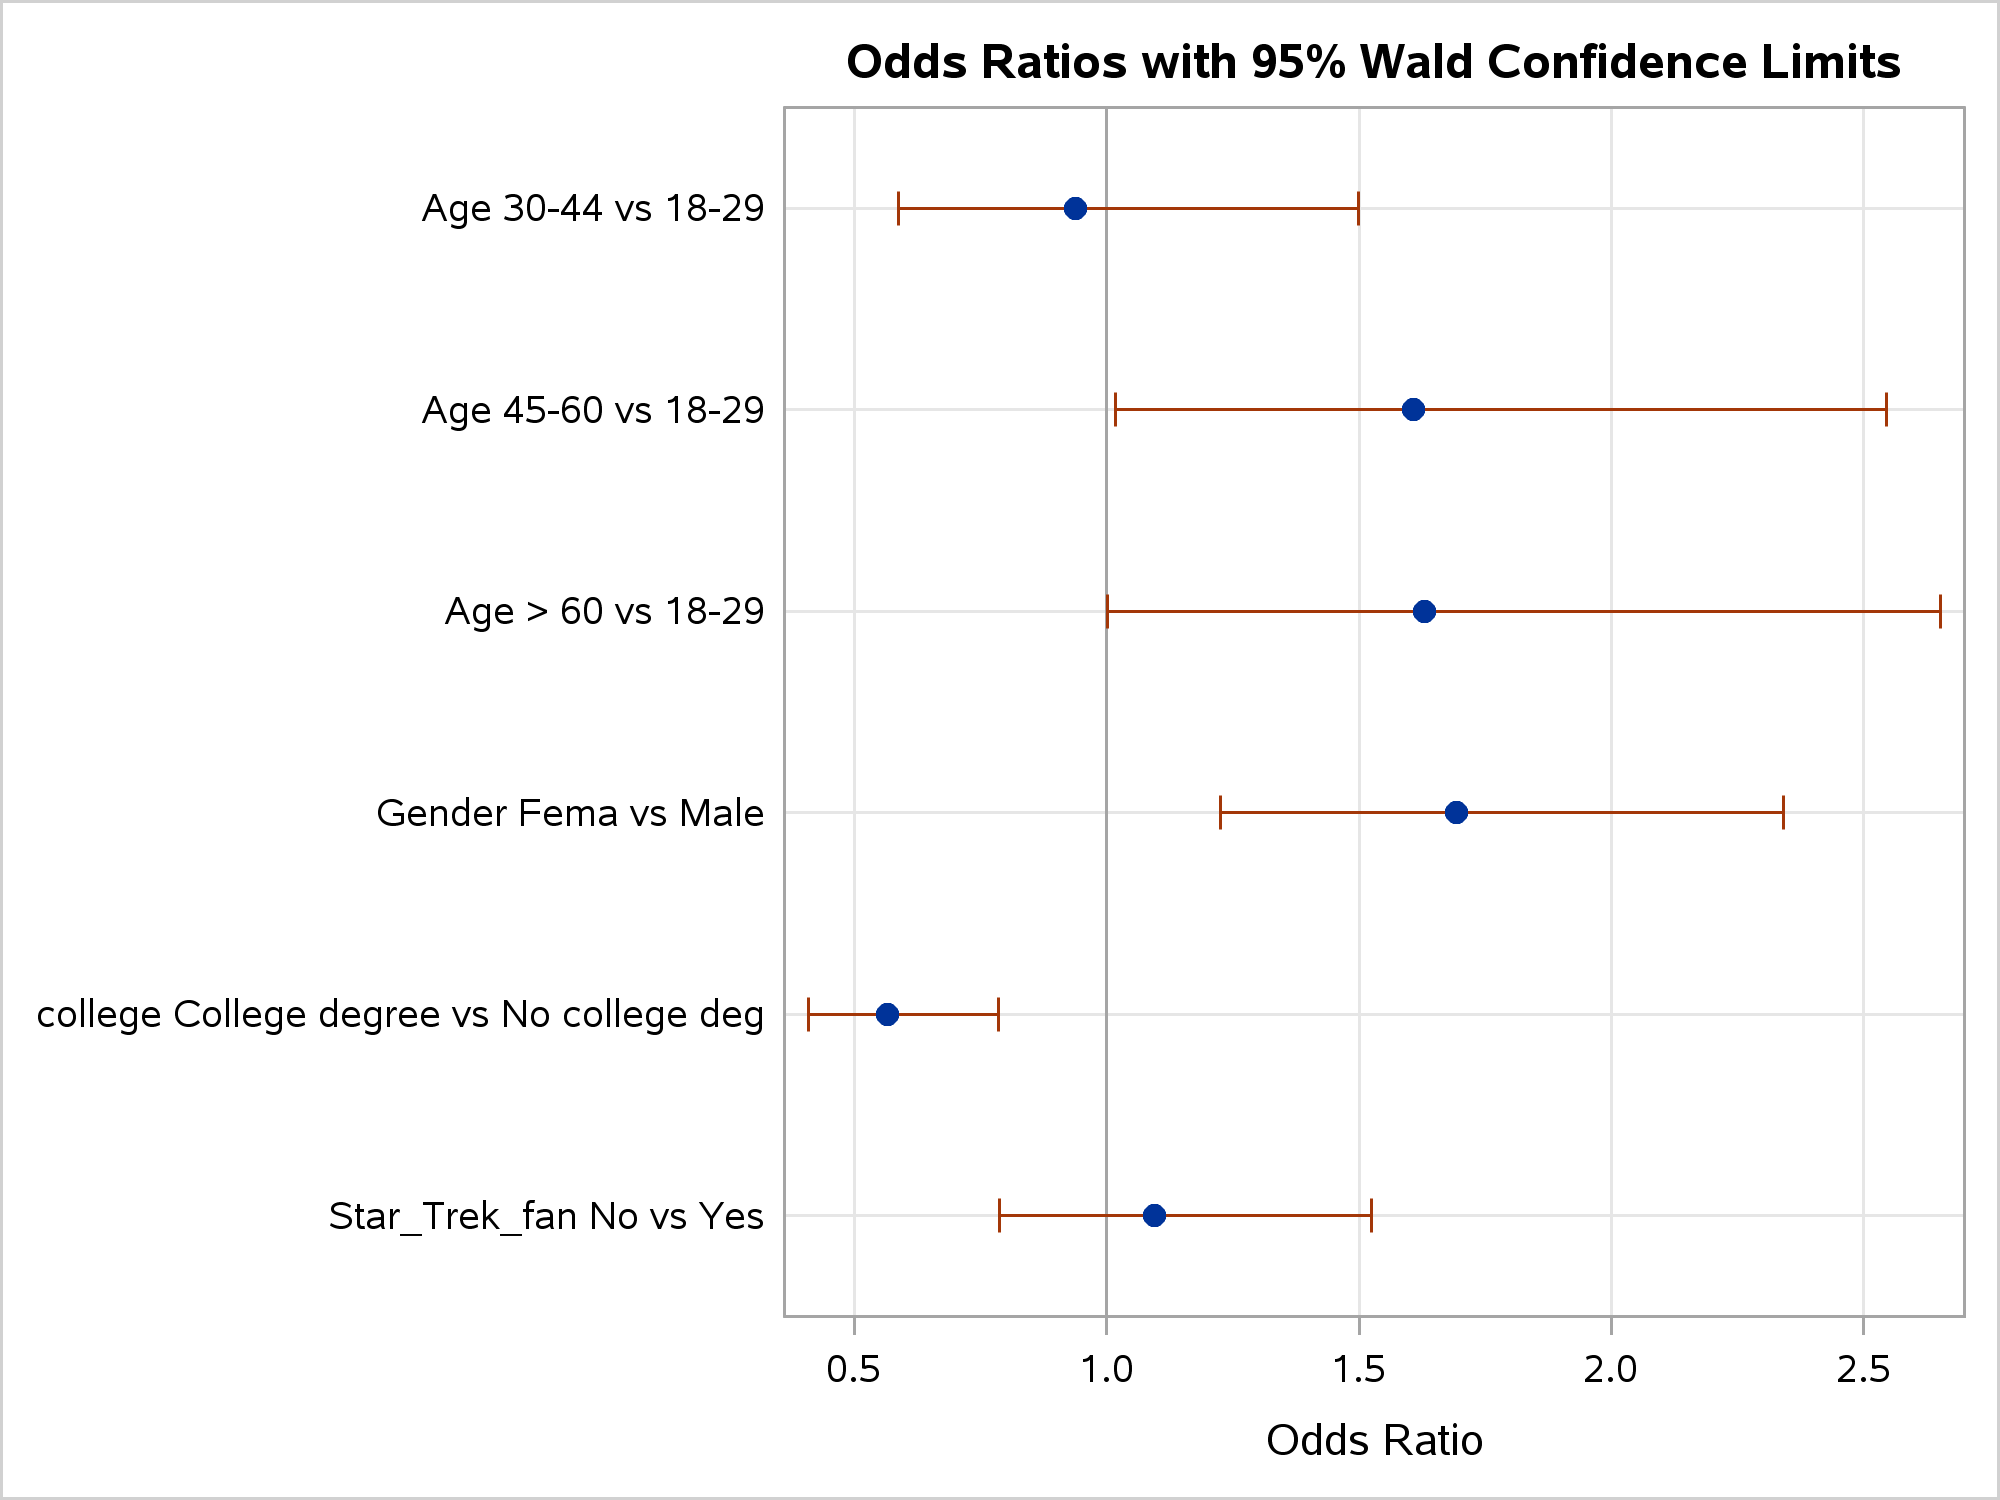 Odds Ratios with 95% Wald Confidence Limits
Age 30-44 vs 18-29
Age 45-60 vs 18-29
Age > 60 vs 18-29
Gender Fema vs Male
college College degree vs No college deg
Star_Trek_fan No vs Yes
0.5 1.0 1.5 2.0 2.5
Odds Ratio